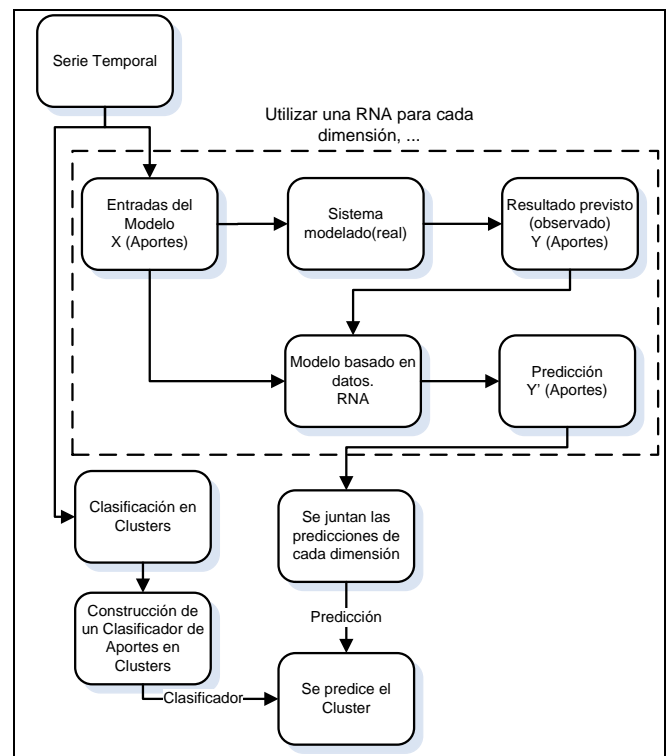 Serie Temporal
Utilizar una RNA para cada
dimensión, ...
Entradas del
Modelo
X (Aportes)
Sistema
modelado(real)
Resultado previsto
(observado)
Y (Aportes)
Modelo basado en
datos.
RNA
Predicción
Y’ (Aportes)
Clasificación en
Clusters
Se juntan las
predicciones de
cada dimensión
Construcción de
un Clasificador de
Aportes en
Clusters
Predicción
Clasificador
Se predice el
Cluster